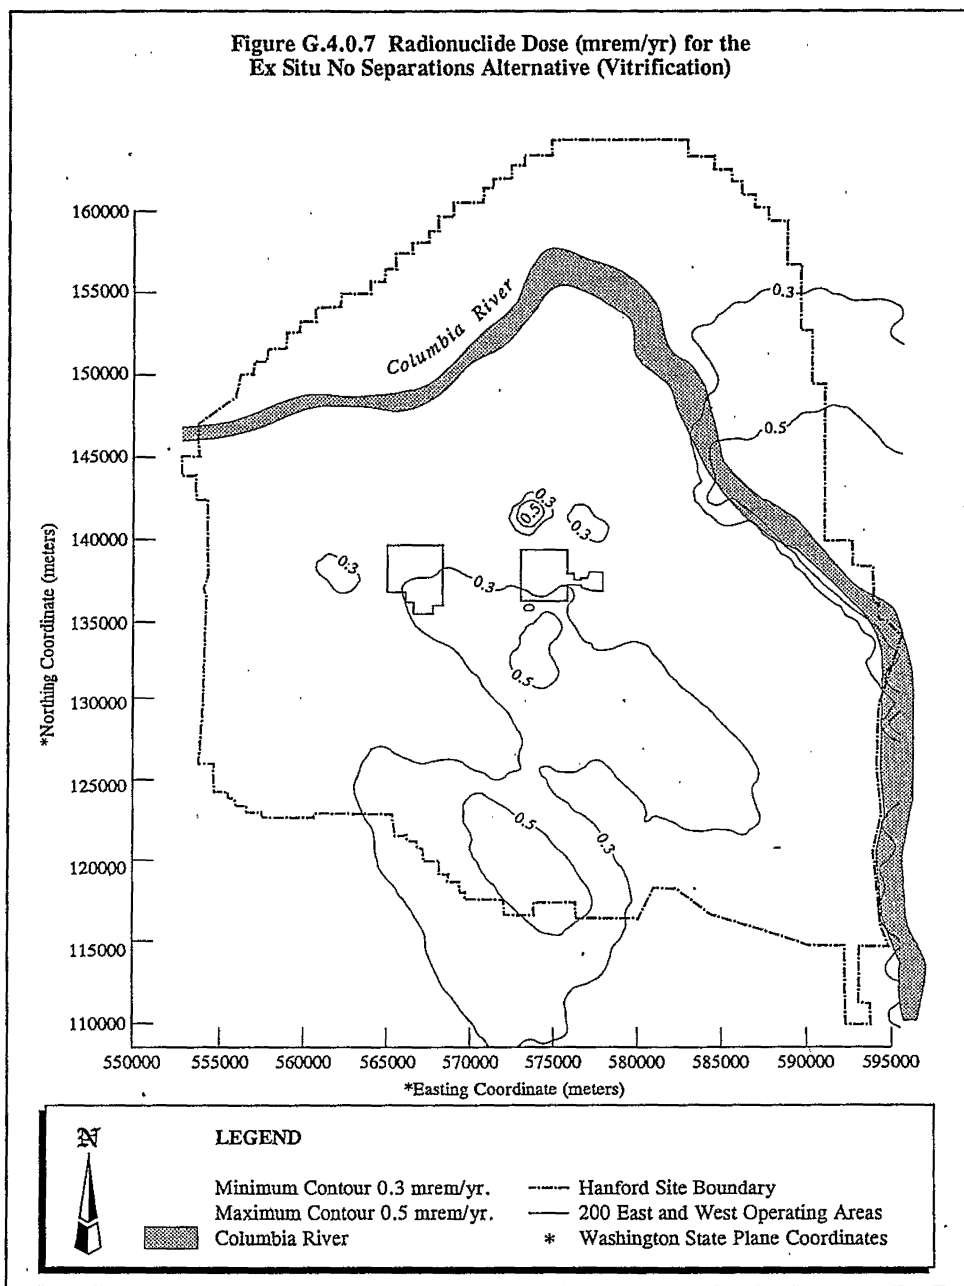 Figure G.4.0.7 Radionuclide Dose (mrem/yr) for the
Ex Situ No Separations Alternative (Vitrification)
160000
155000
150000
145000
140000
135000
130000
125000
120000
115000
110000
*Northing Coordinate (meters)
Columbia River
0.3
0.5
0.3
0.5
0.3
0.3
0.3
0.5
0.5
0.3
550000 555000 560000 565000 570000 575000 580000 585000 590000 595000
*Easting Coordinate (meters)
N
LEGEND
Minimum Contour 0.3 mrem/yr.
Maximum Contour 0.5 mrem/yr.
Columbia River
Hanford Site Boundary
200 East and West Operating Areas
* Washington State Plane Coordinates